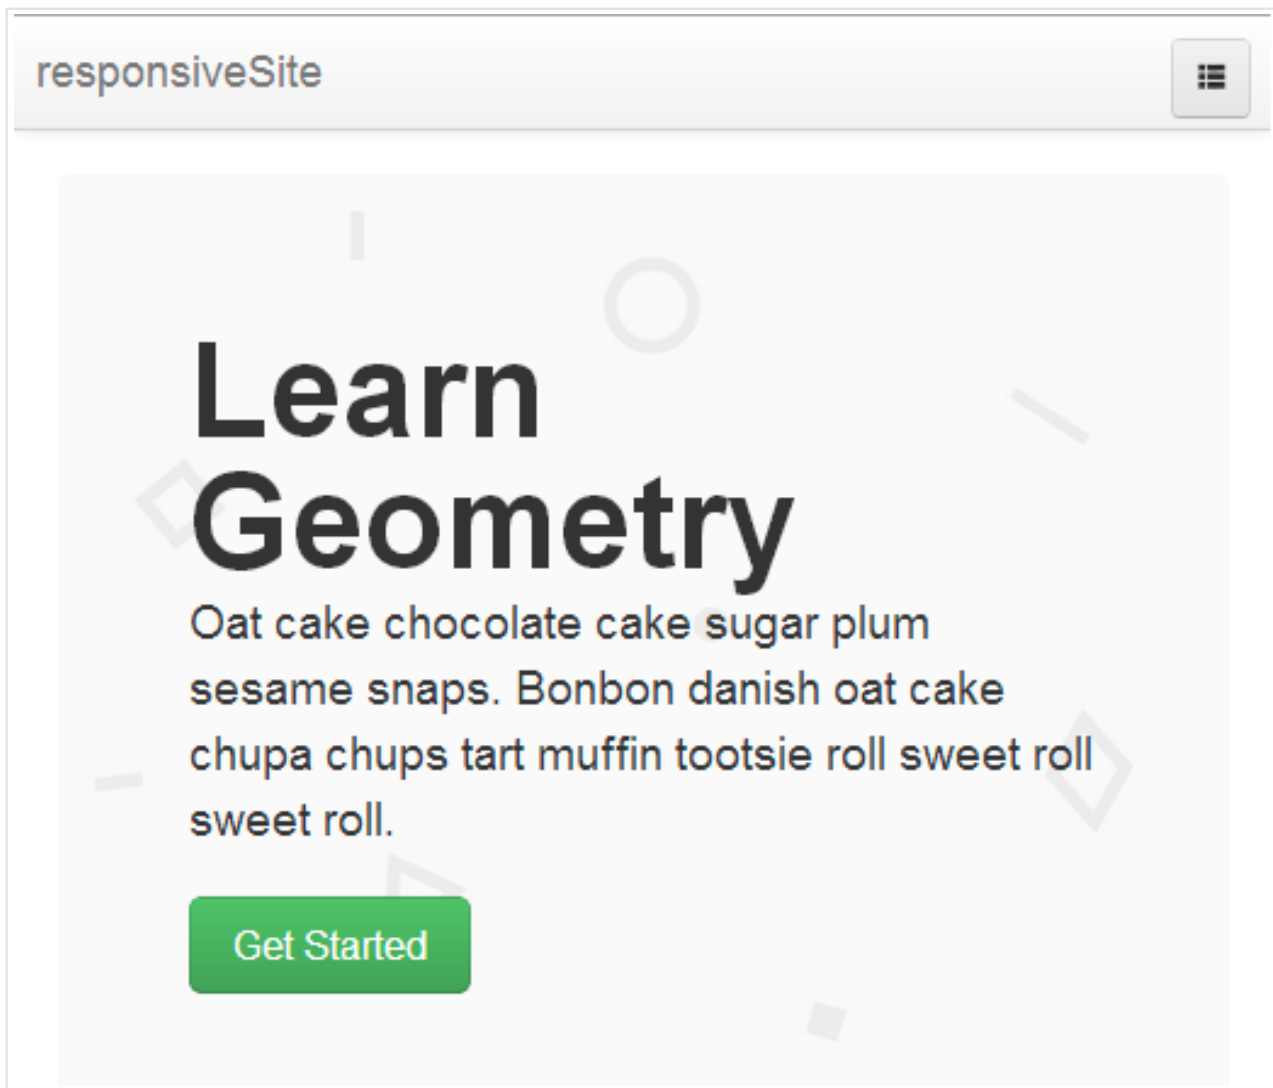 responsiveSite
Learn
Geometry
Oat cake chocolate cake sugar plum
sesame snaps. Bonbon danish oat cake
chupa chups tart muffin tootsie roll sweet roll
sweet roll.
Get Started